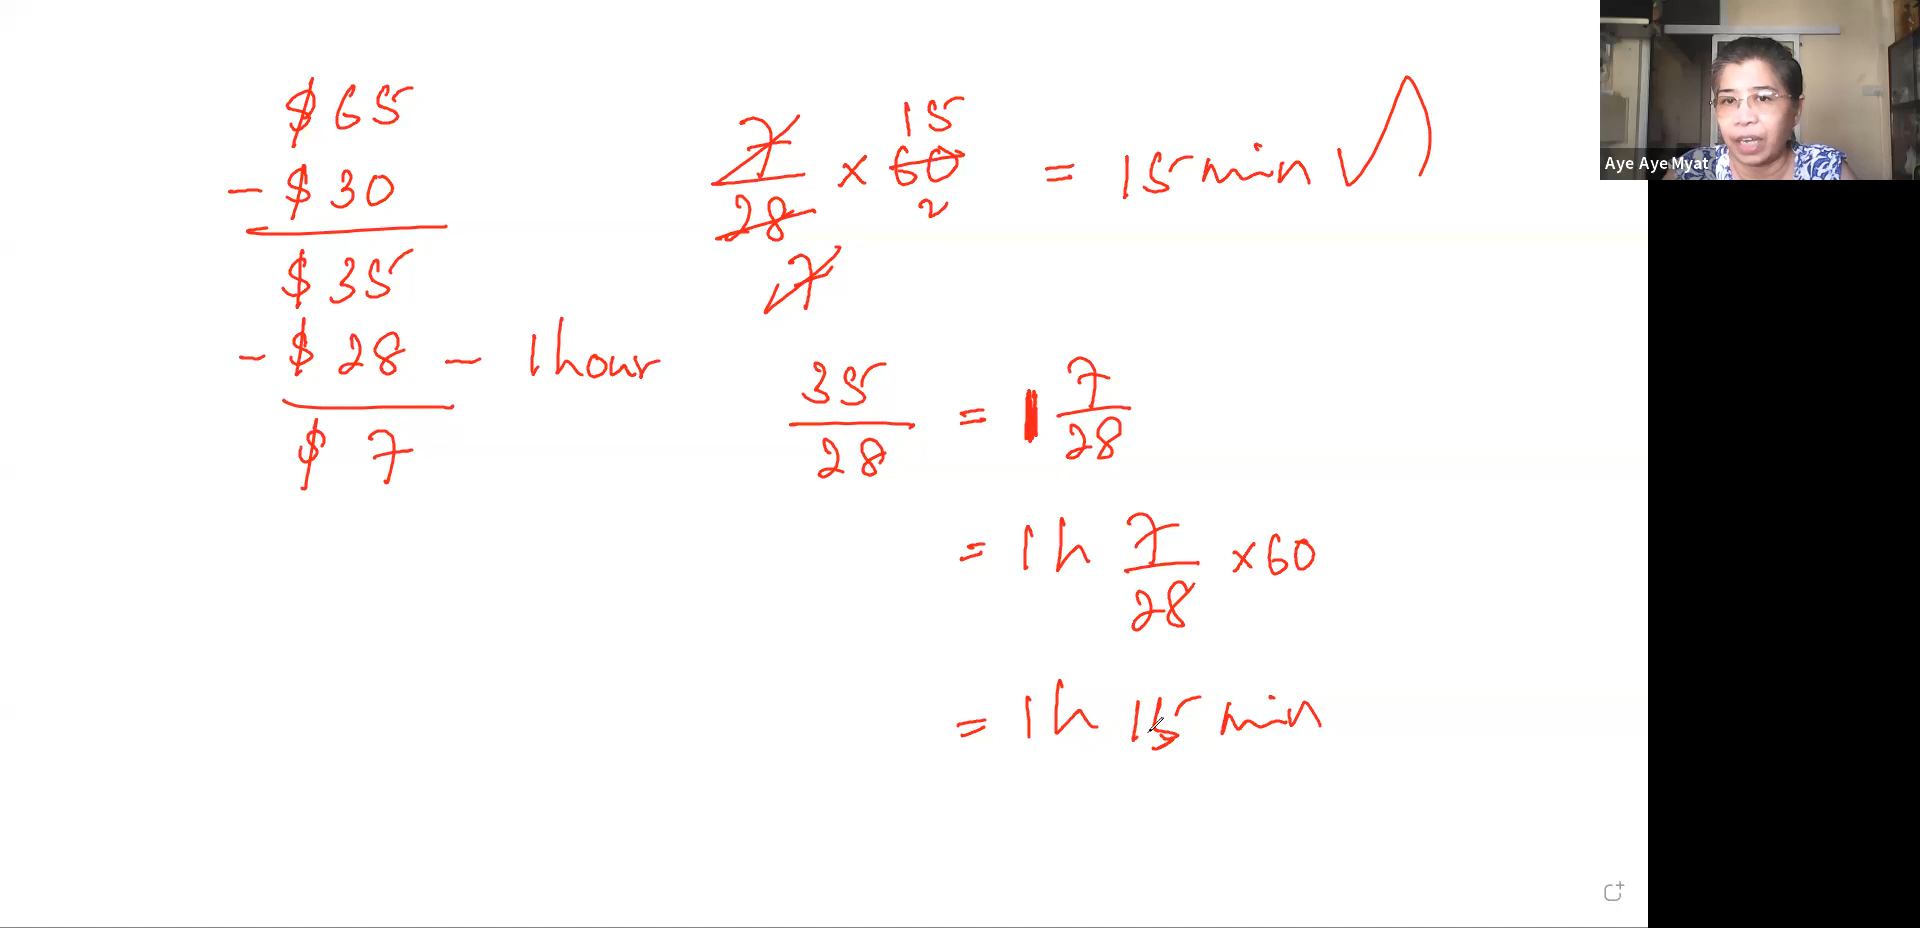 $65
- $30
$35
- $28 - 1 hour
$ 7
15
7/28 × 60 = 15 min
2
7
35/28 = 1 7/28
= 1h 7/28 × 60
= 1h 15 min
Aye Aye Myat